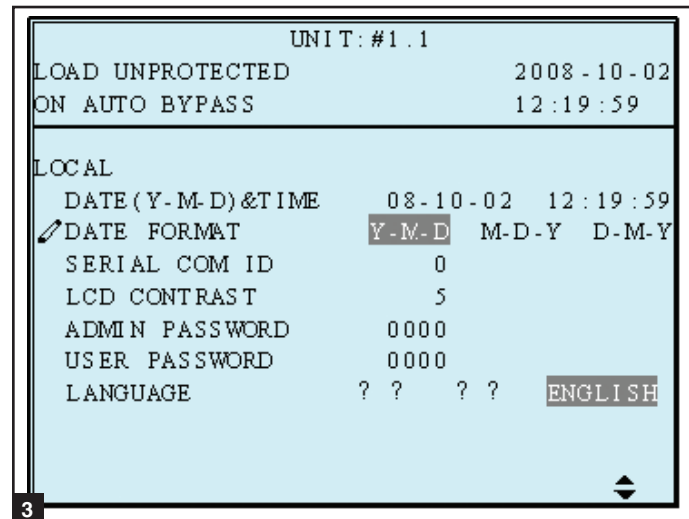 UNIT:#1.1
LOAD UNPROTECTED 2008-10-02
ON AUTO BYPASS 12:19:59
LOCAL
DATE(Y-M-D)&TIME 08-10-02 12:19:59
DATE FORMAT Y-M-D M-D-Y D-M-Y
SERIAL COM ID 0
LCD CONTRAST 5
ADMIN PASSWORD 0000
USER PASSWORD 0000
LANGUAGE ? ? ? ? ENGLISH
3